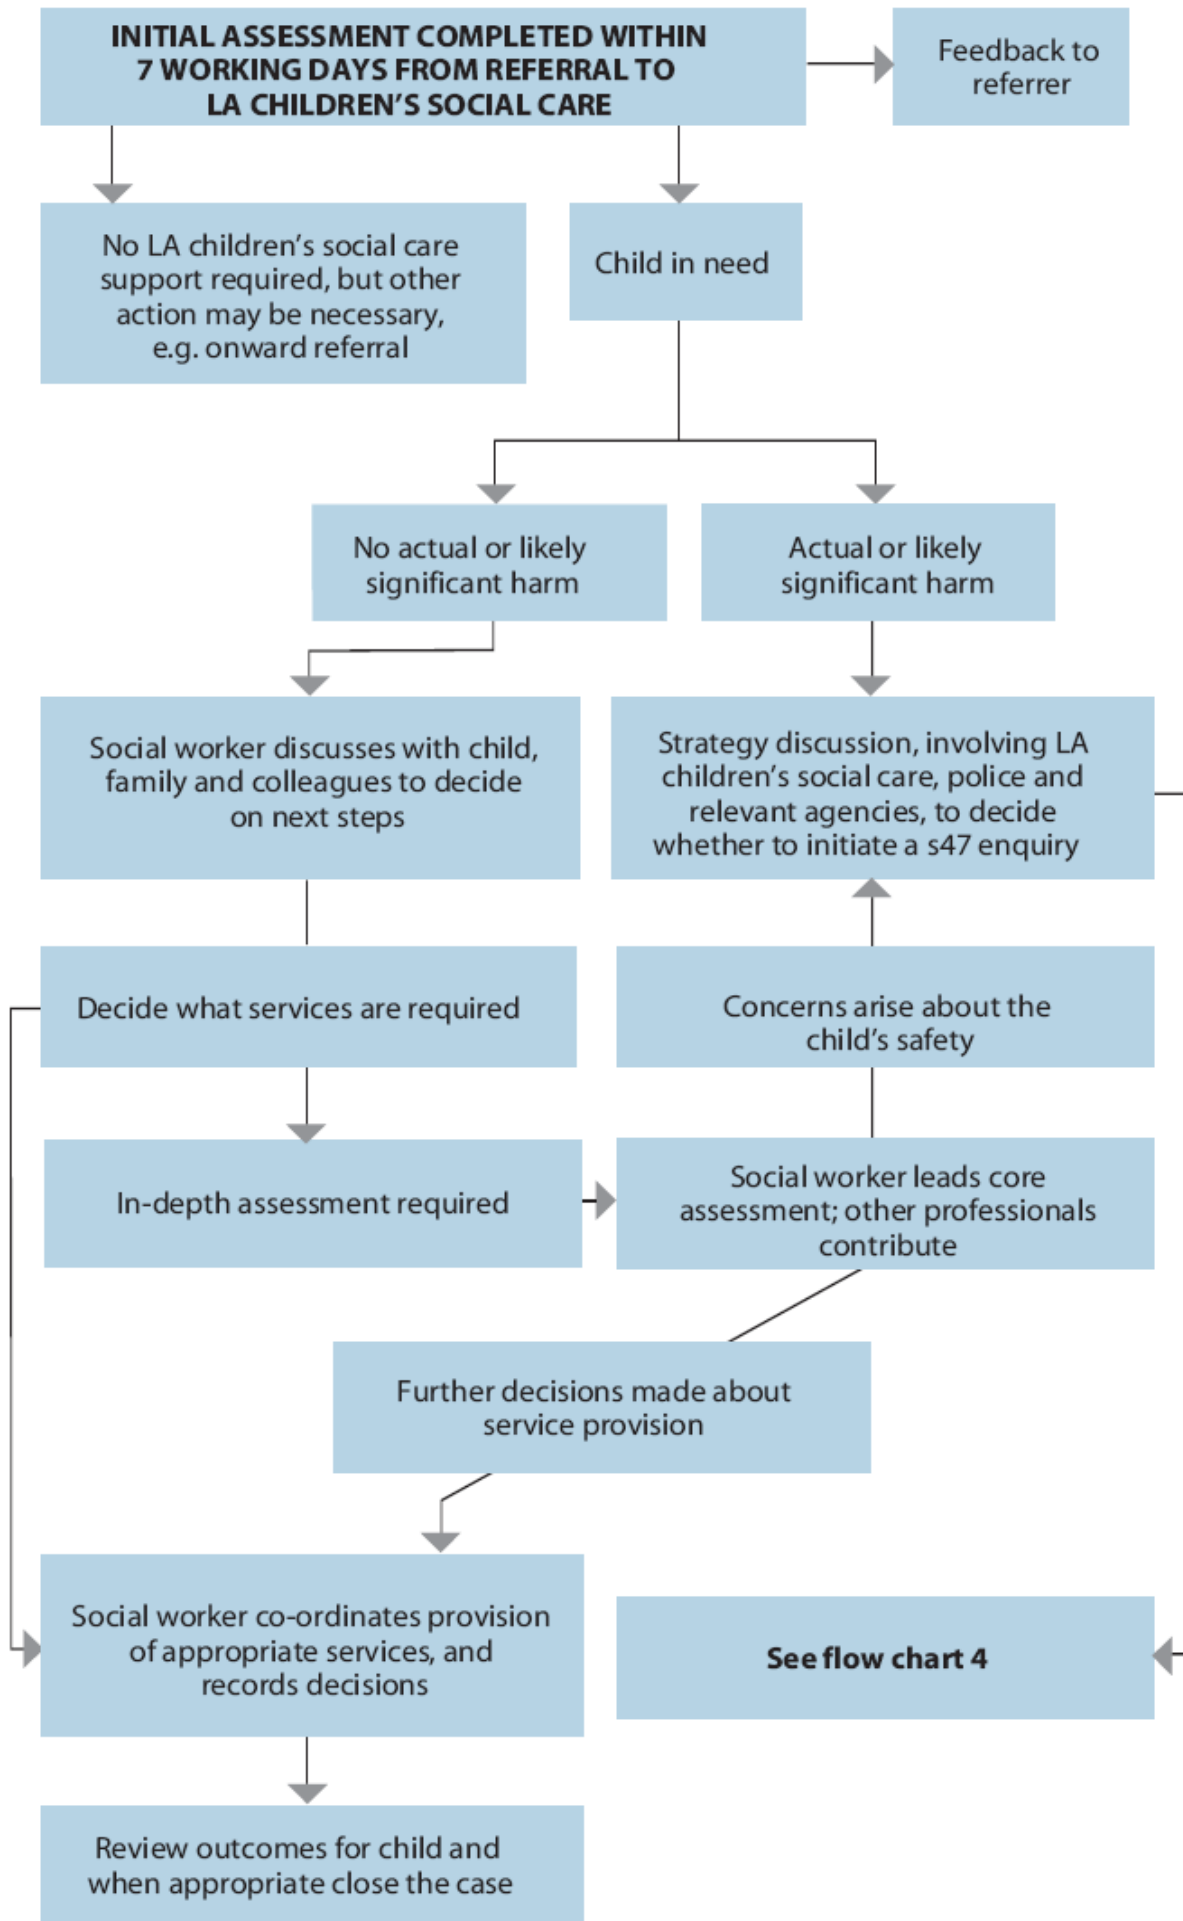 INITIAL ASSESSMENT COMPLETED WITHIN
7 WORKING DAYS FROM REFERRAL TO
LA CHILDREN’S SOCIAL CARE
Feedback to
referrer
No LA children’s social care
support required, but other
action may be necessary,
e.g. onward referral
Child in need
No actual or likely
significant harm
Actual or likely
significant harm
Social worker discusses with child,
family and colleagues to decide
on next steps
Strategy discussion, involving LA
children’s social care, police and
relevant agencies, to decide
whether to initiate a s47 enquiry
Decide what services are required
Concerns arise about the
child’s safety
In-depth assessment required
Social worker leads core
assessment; other professionals
contribute
Further decisions made about
service provision
Social worker co-ordinates provision
of appropriate services, and
records decisions
See flow chart 4
Review outcomes for child and
when appropriate close the case